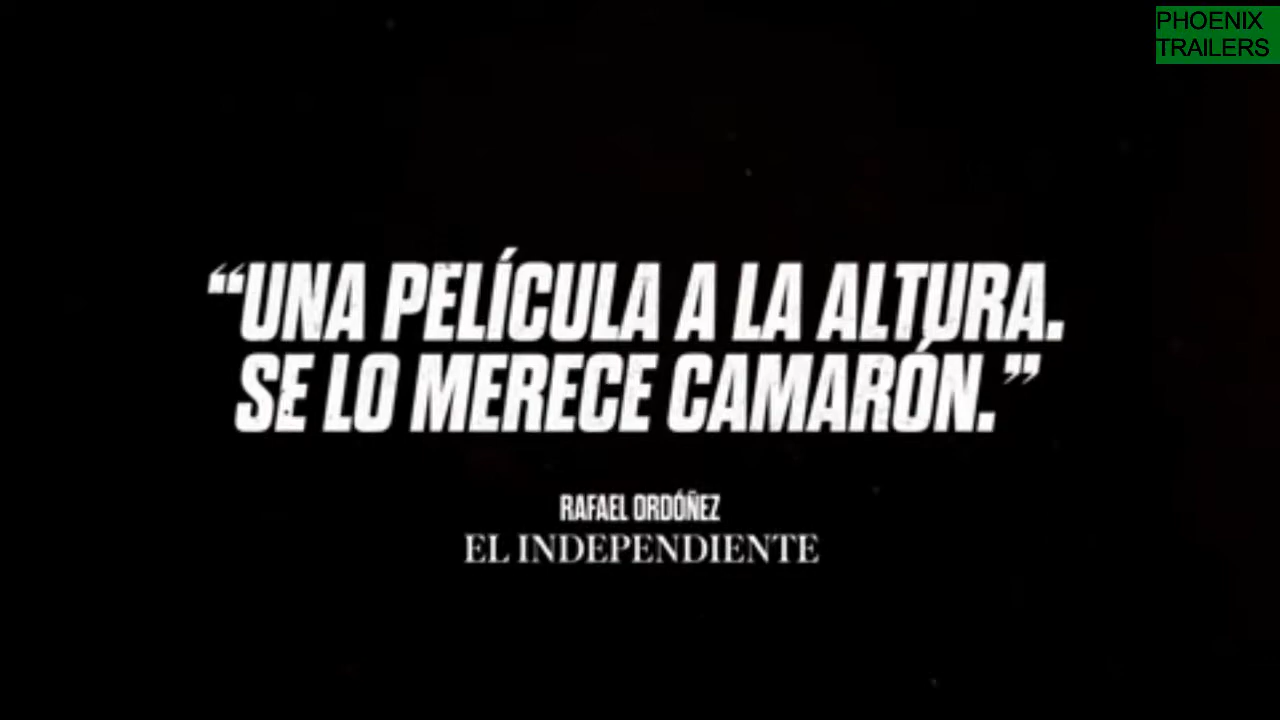 PHOENIX
TRAILERS
“UNA PELÍCULA A LA ALTURA.
SE LO MERECE CAMARÓN.”
RAFAEL ORDÓÑEZ
EL INDEPENDIENTE